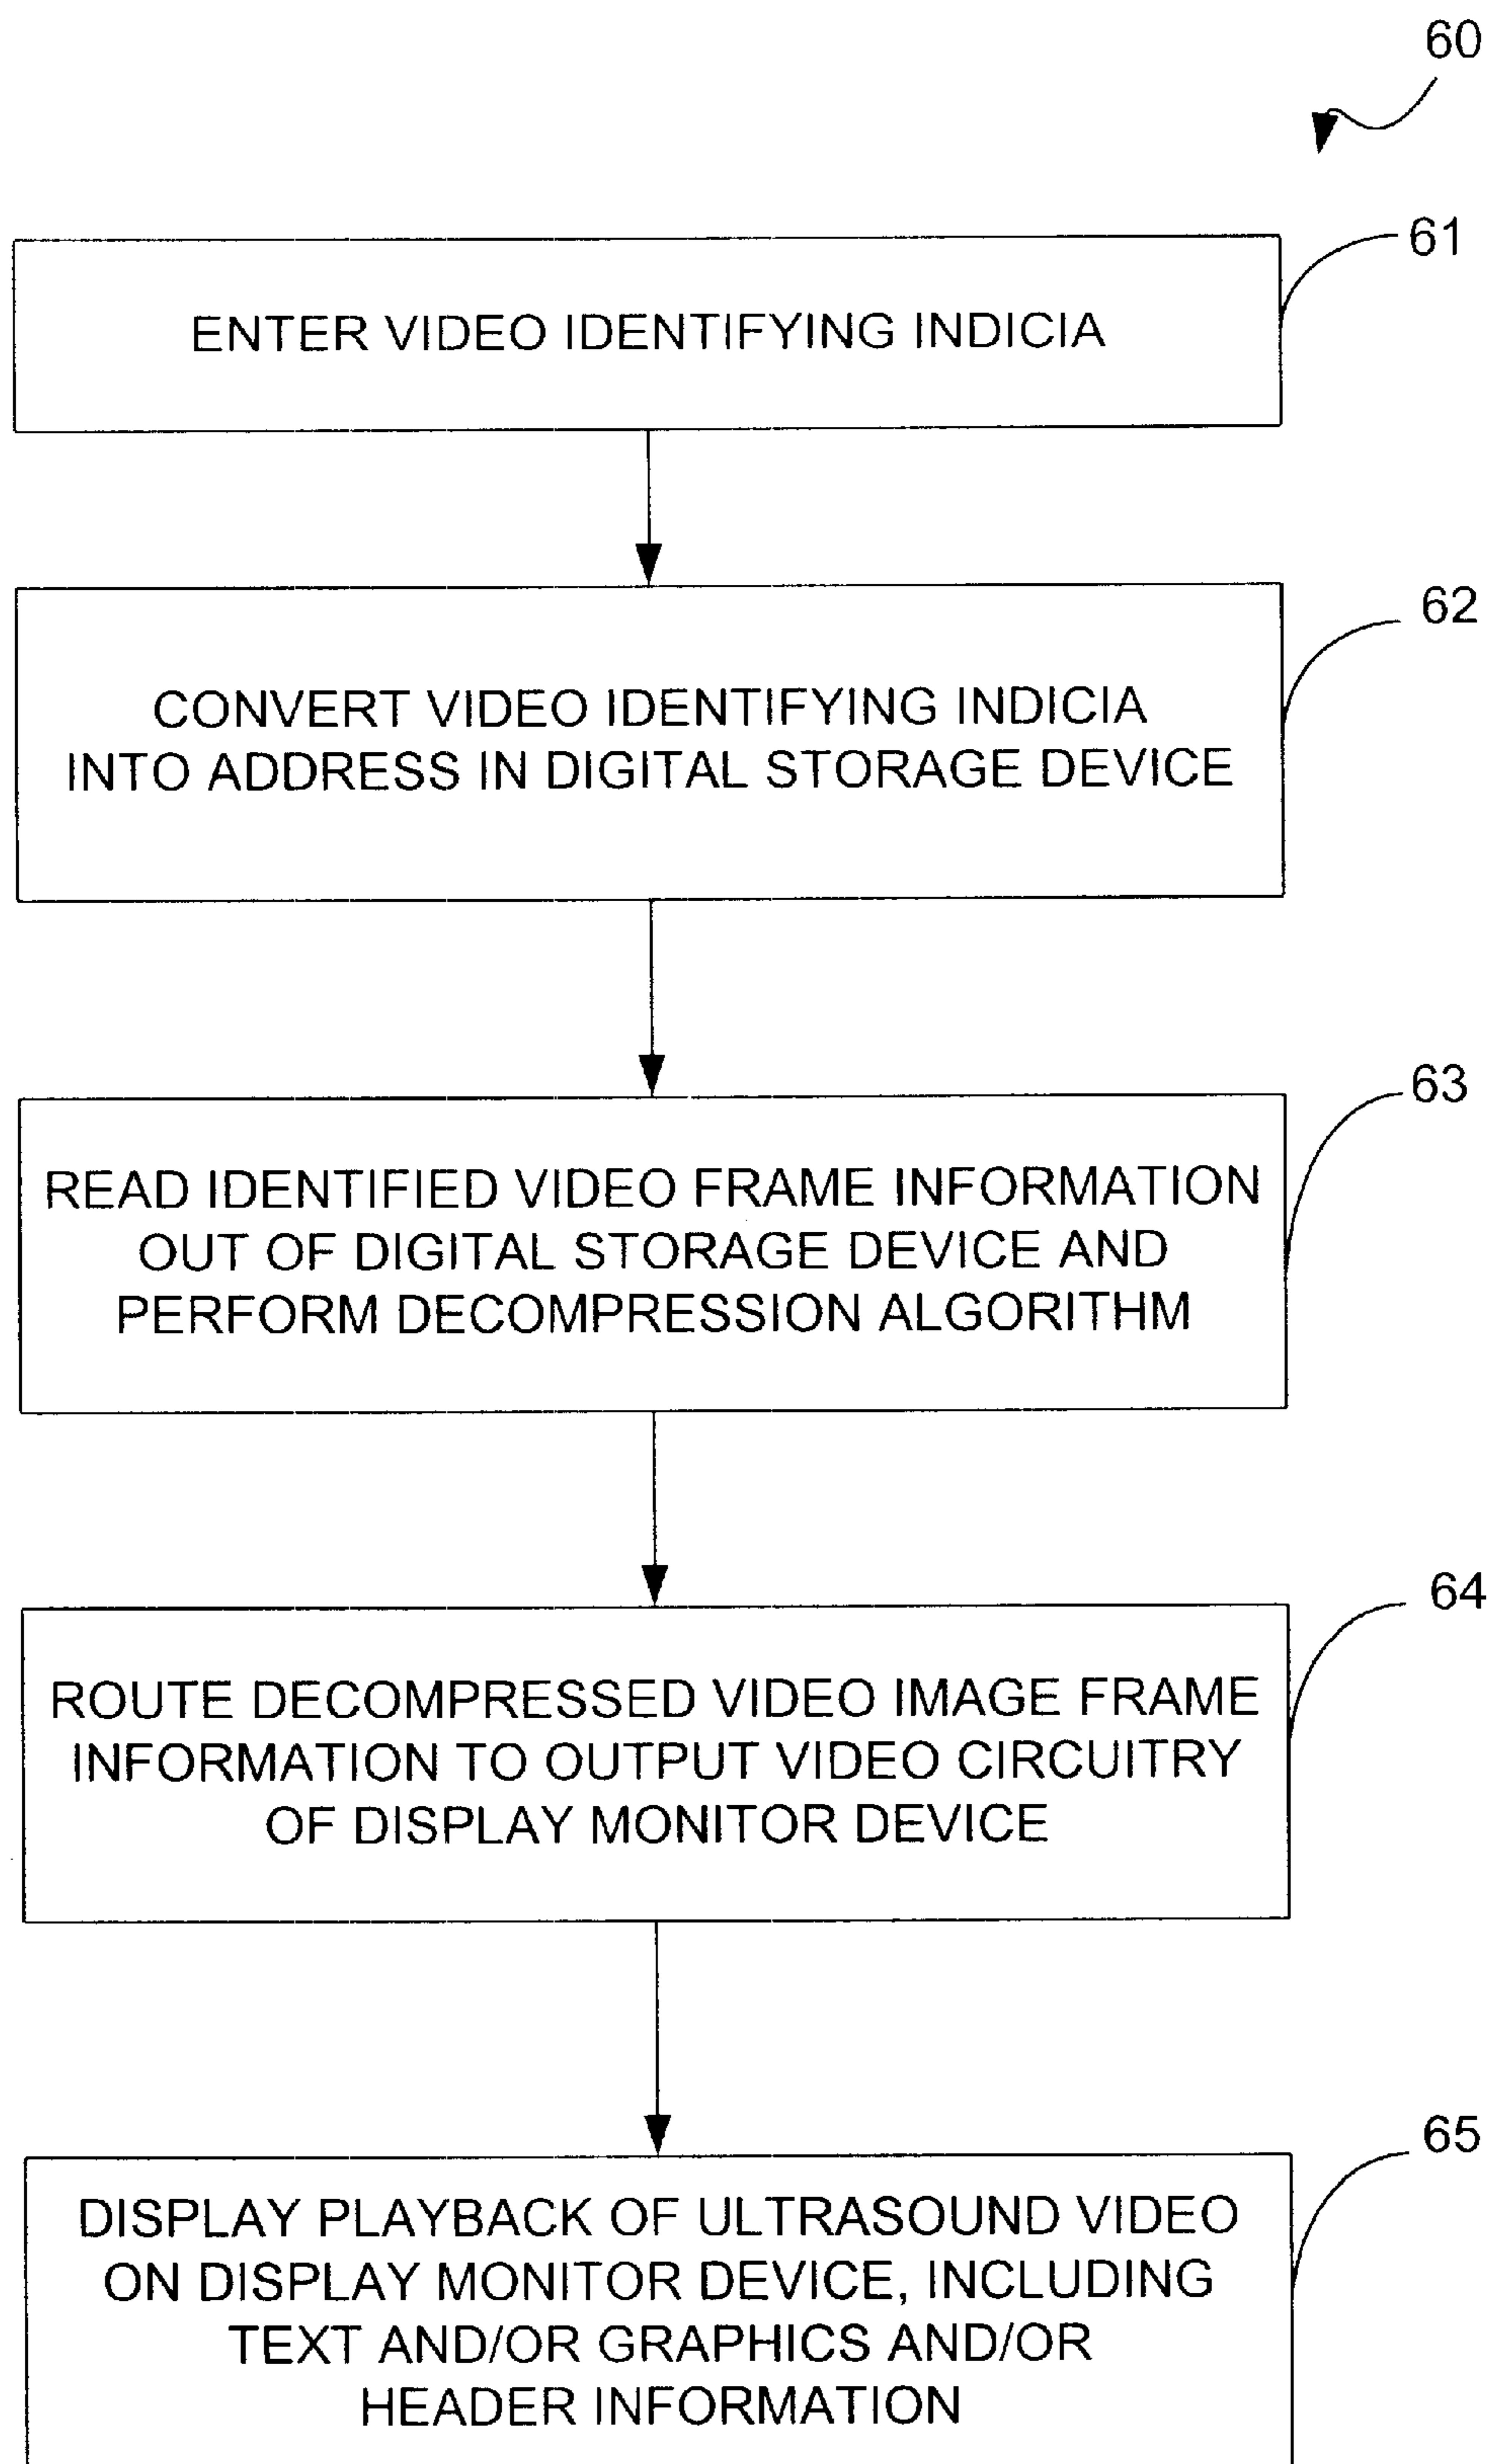 60
61
ENTER VIDEO IDENTIFYING INDICIA
62
CONVERT VIDEO IDENTIFYING INDICIA
INTO ADDRESS IN DIGITAL STORAGE DEVICE
63
READ IDENTIFIED VIDEO FRAME INFORMATION
OUT OF DIGITAL STORAGE DEVICE AND
PERFORM DECOMPRESSION ALGORITHM
64
ROUTE DECOMPRESSED VIDEO IMAGE FRAME
INFORMATION TO OUTPUT VIDEO CIRCUITRY
OF DISPLAY MONITOR DEVICE
65
DISPLAY PLAYBACK OF ULTRASOUND VIDEO
ON DISPLAY MONITOR DEVICE, INCLUDING
TEXT AND/OR GRAPHICS AND/OR
HEADER INFORMATION